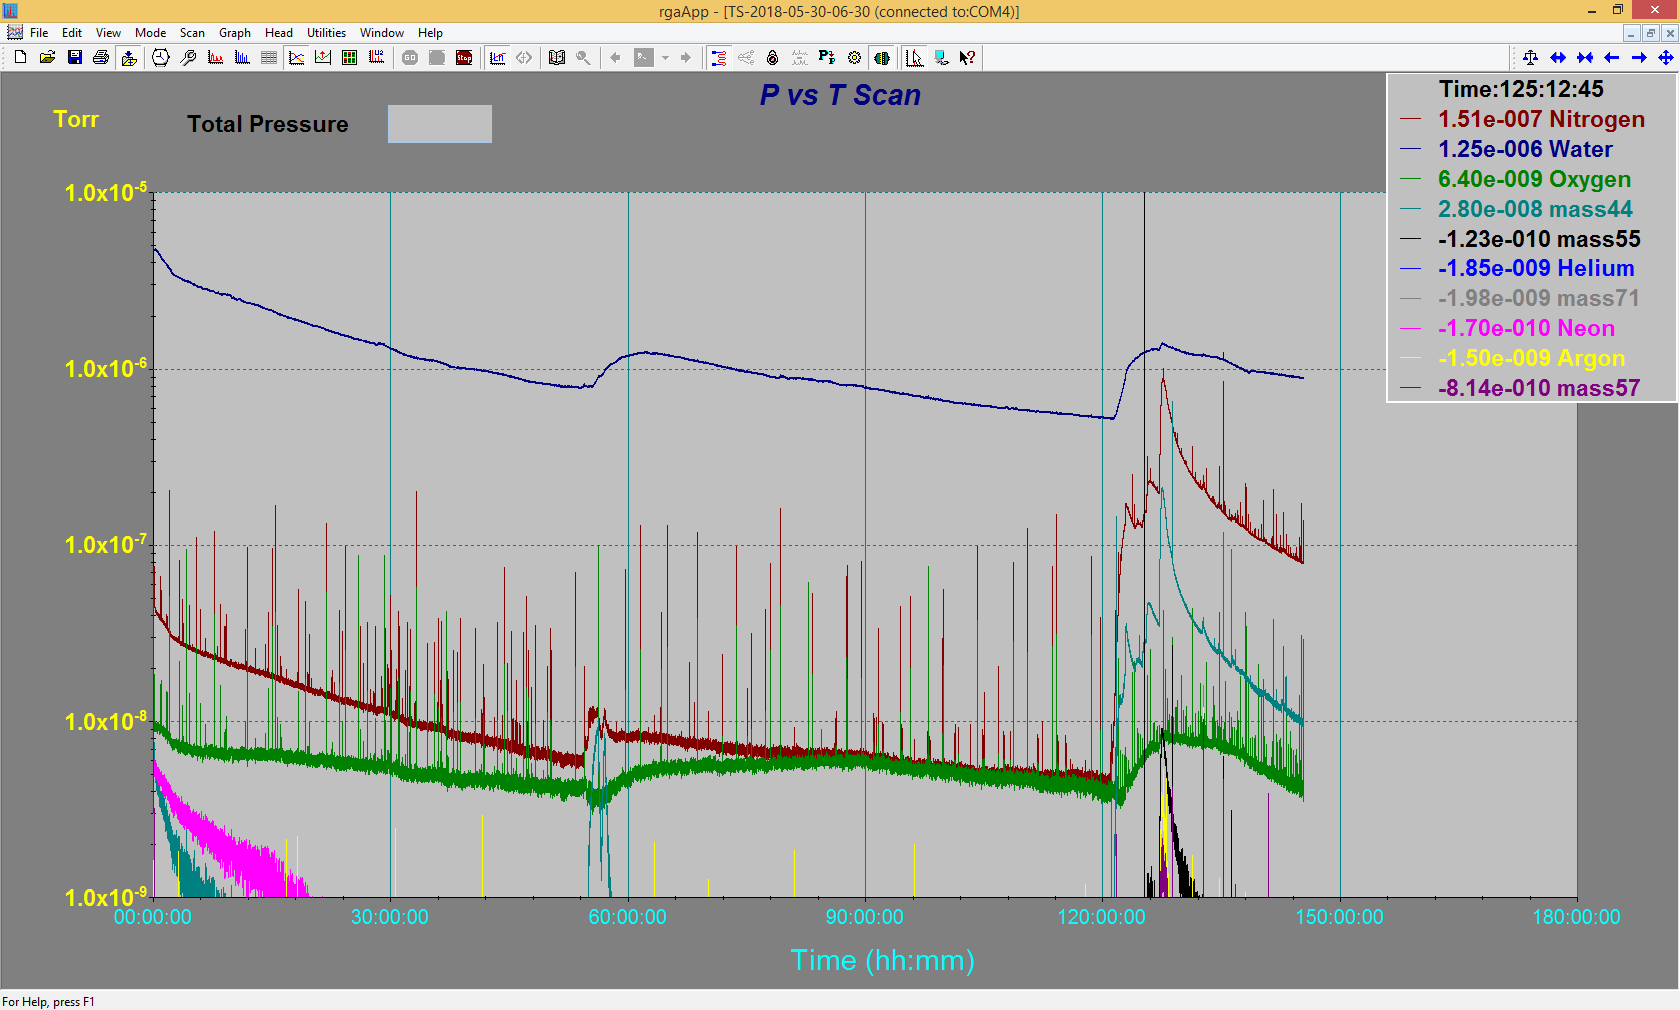 rgaApp - [TS-2018-05-30-06-30 (connected to:COM4)]
File Edit View Mode Scan Graph Head Utilities Window Help
GO Stop
P vs T Scan
Torr
Total Pressure
Time:125:12:45
1.51e-007 Nitrogen
1.25e-006 Water
6.40e-009 Oxygen
2.80e-008 mass44
-1.23e-010 mass55
-1.85e-009 Helium
-1.98e-009 mass71
-1.70e-010 Neon
-1.50e-009 Argon
-8.14e-010 mass57
1.0x10-5
1.0x10-6
1.0x10-7
1.0x10-8
1.0x10-9
00:00:00 30:00:00 60:00:00 90:00:00 120:00:00 150:00:00 180:00:00
Time (hh:mm)
For Help, press F1